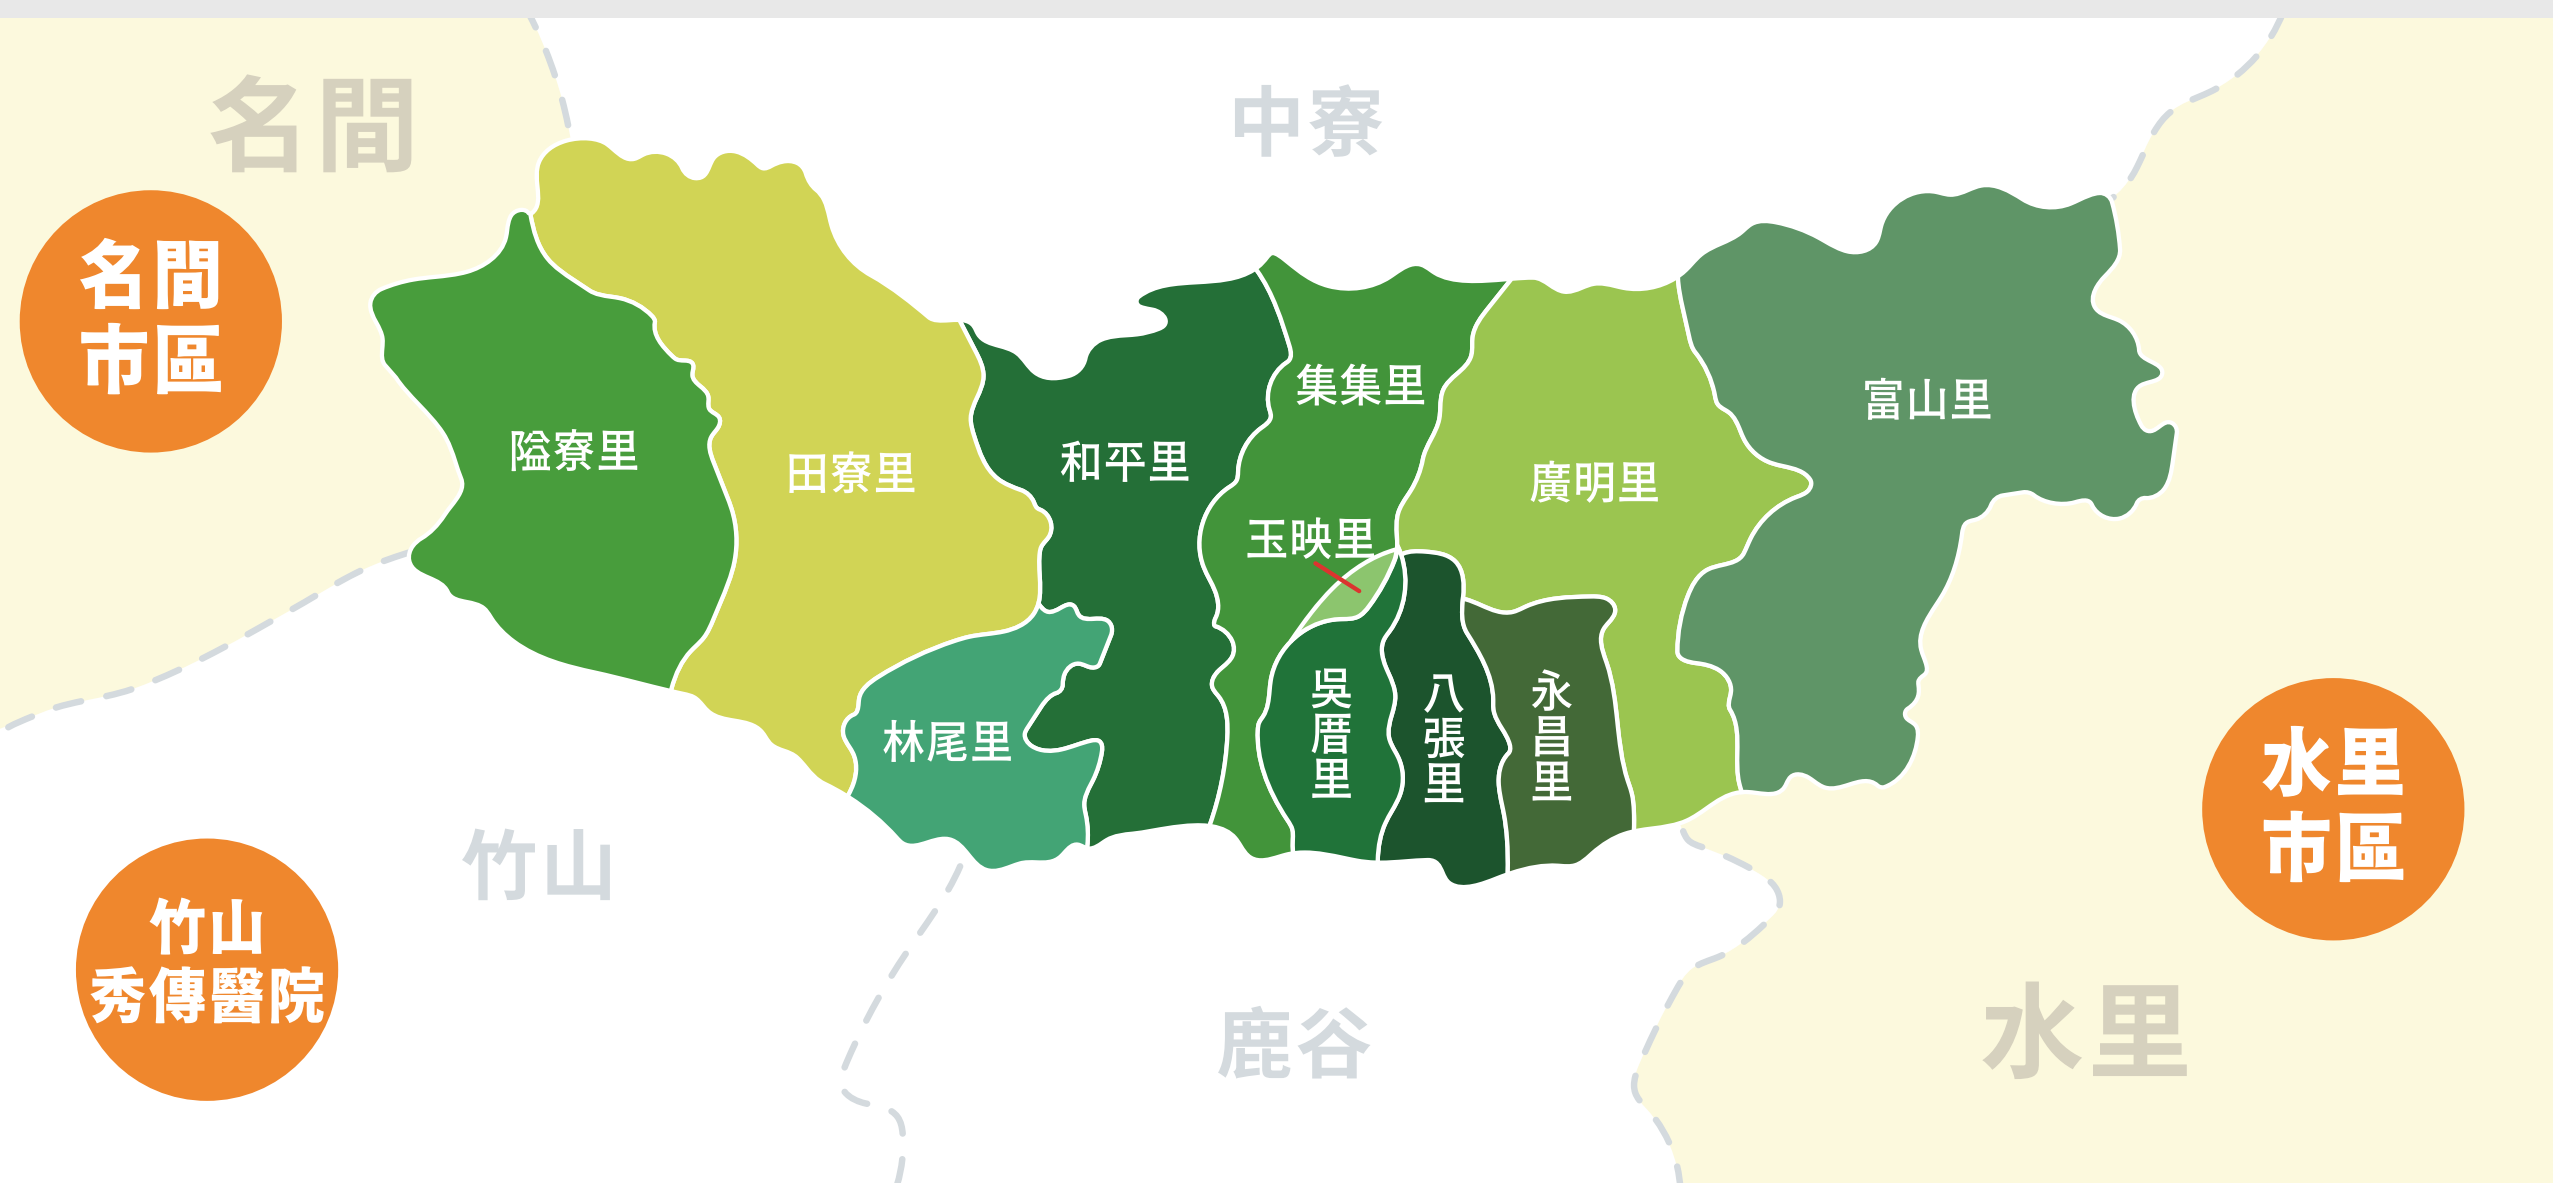 名間
中寮
名間
市區
集集里
富山里
隘寮里
田寮里
和平里
廣明里
玉映里
吳厝里
八張里
永昌里
林尾里
水里
市區
竹山
竹山
秀傳醫院
鹿谷
水里